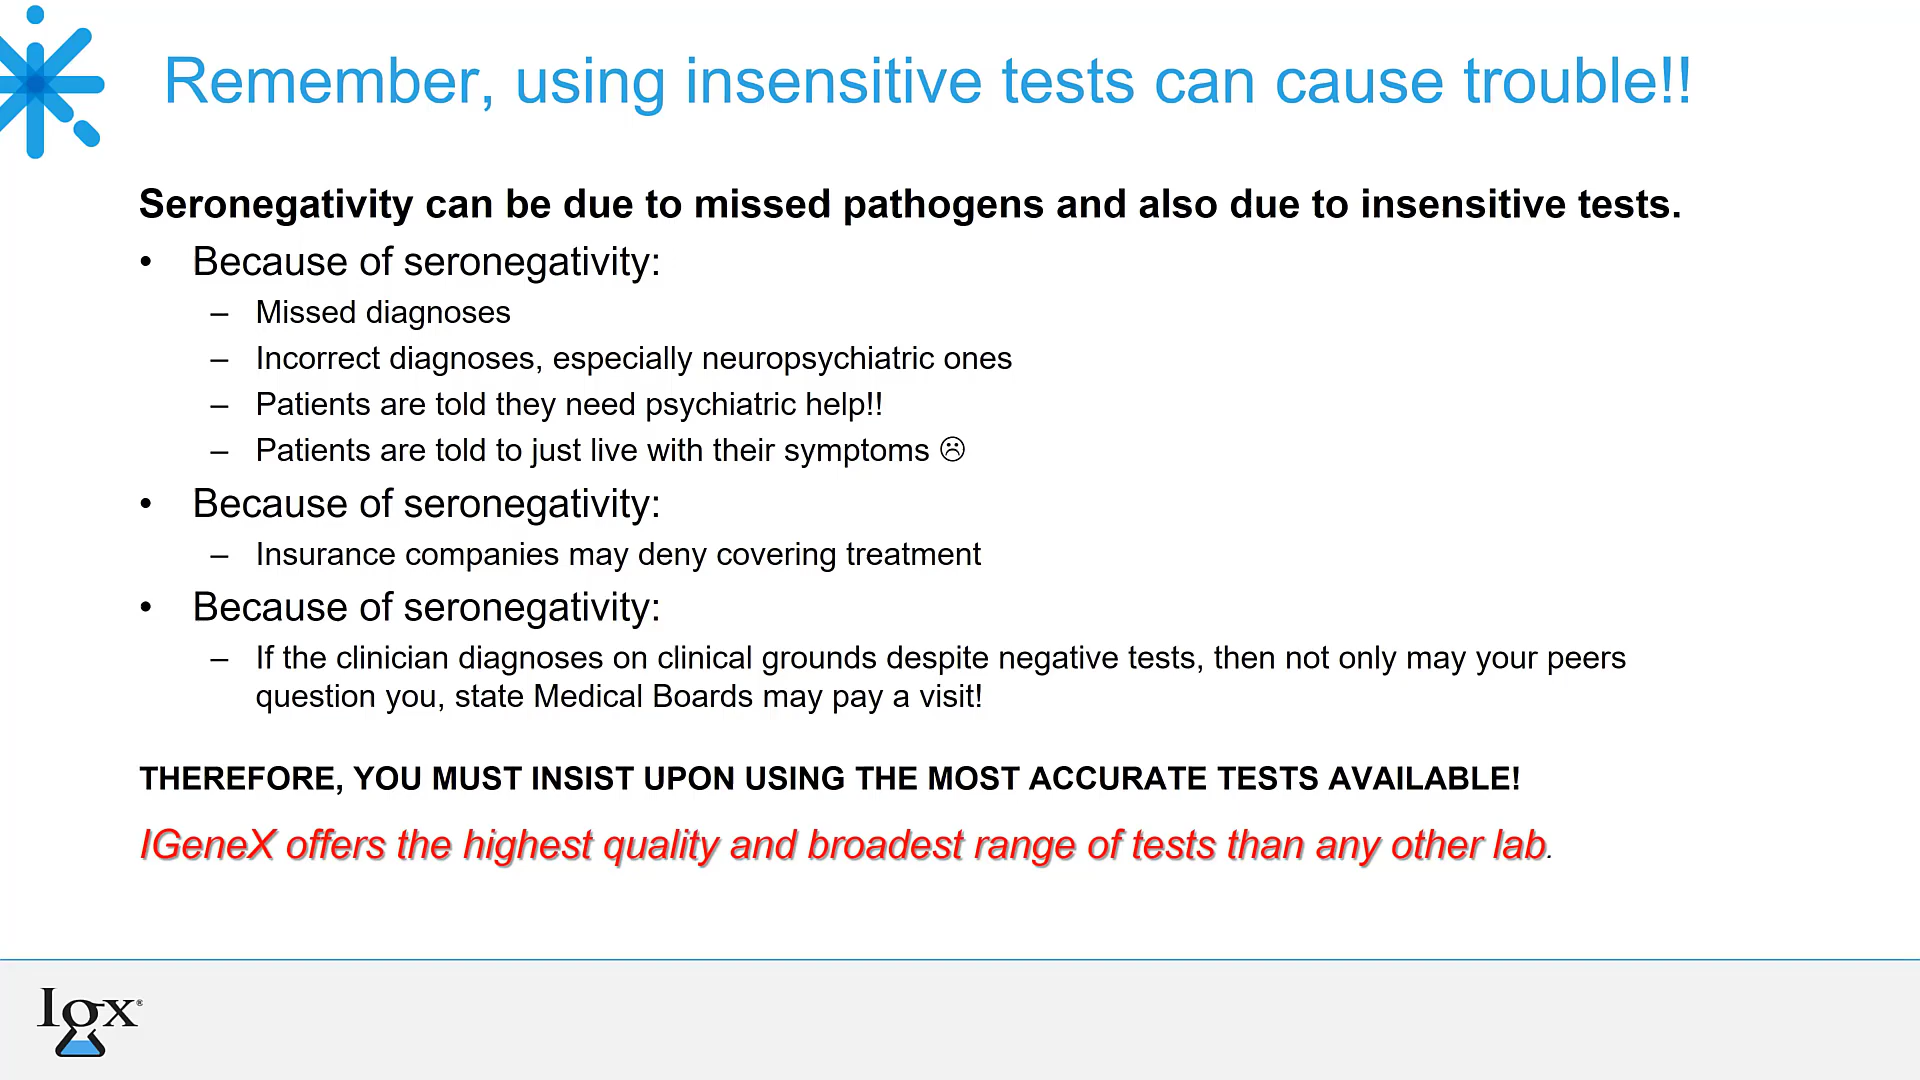 Remember, using insensitive tests can cause trouble!!
Seronegativity can be due to missed pathogens and also due to insensitive tests.
• Because of seronegativity:
– Missed diagnoses
– Incorrect diagnoses, especially neuropsychiatric ones
– Patients are told they need psychiatric help!!
– Patients are told to just live with their symptoms ☹
• Because of seronegativity:
– Insurance companies may deny covering treatment
• Because of seronegativity:
– If the clinician diagnoses on clinical grounds despite negative tests, then not only may your peers
question you, state Medical Boards may pay a visit!
THEREFORE, YOU MUST INSIST UPON USING THE MOST ACCURATE TESTS AVAILABLE!
IGeneX offers the highest quality and broadest range of tests than any other lab.
Igx®